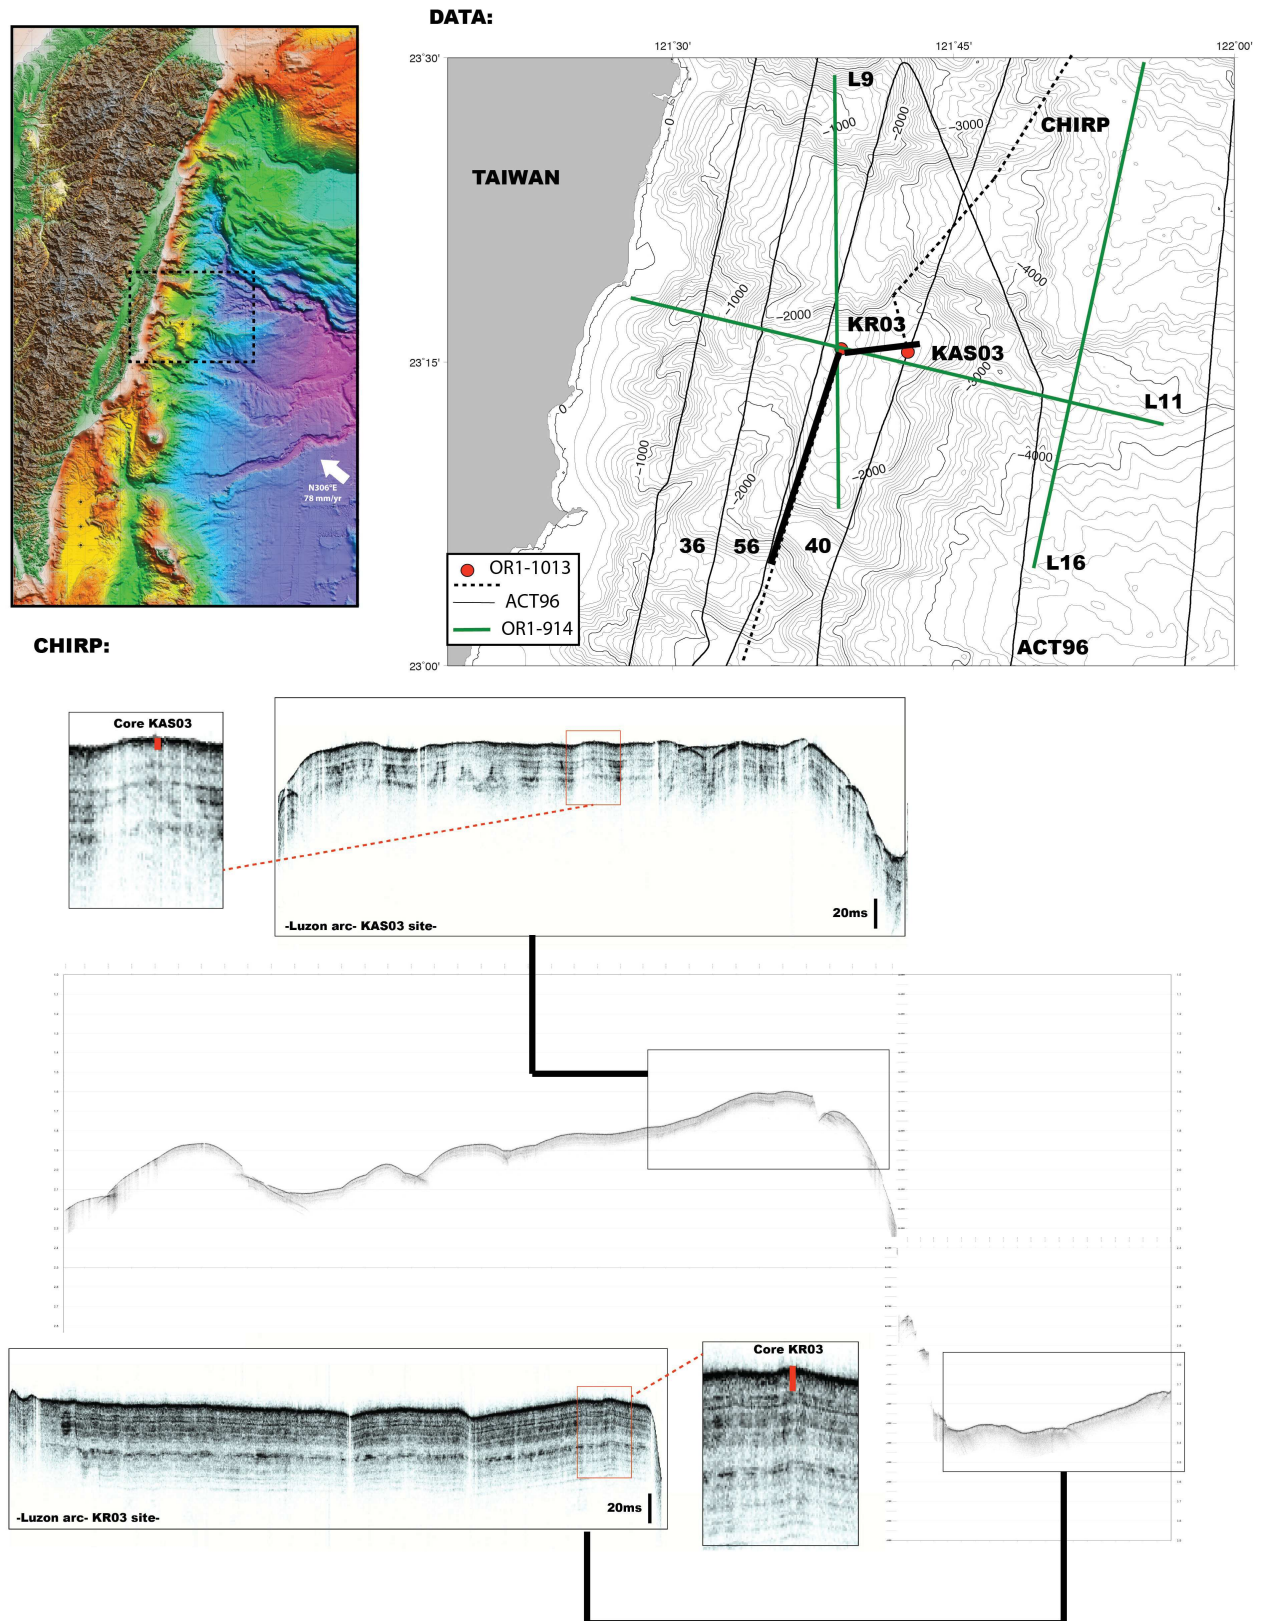 DATA:
121˚30'
121˚45'
122˚00'
23˚30'
L9
0
-1000
-2000
-3000
CHIRP
TAIWAN
-4000
-1000
-2000
KR03
KAS03
23˚15'
-3000
L11
0
-1000
-4000
-2000
-2000
N306°E
78 mm/yr
36
56
40
L16
OR1-1013
ACT96
OR1-914
ACT96
23˚00'
CHIRP:
Core KAS03
20ms
-Luzon arc- KAS03 site-
Core KR03
20ms
-Luzon arc- KR03 site-